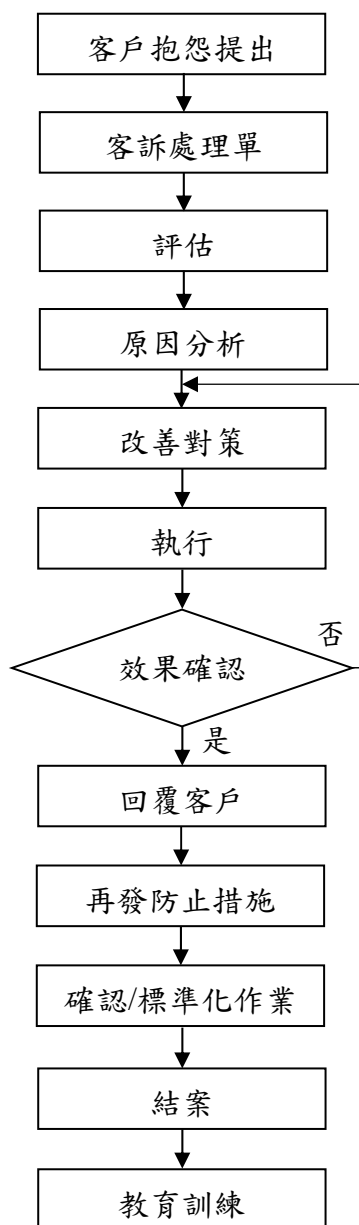 客戶抱怨提出
客訴處理單
評估
原因分析
改善對策
執行
否
效果確認
是
回覆客戶
再發防止措施
確認/標準化作業
結案
教育訓練